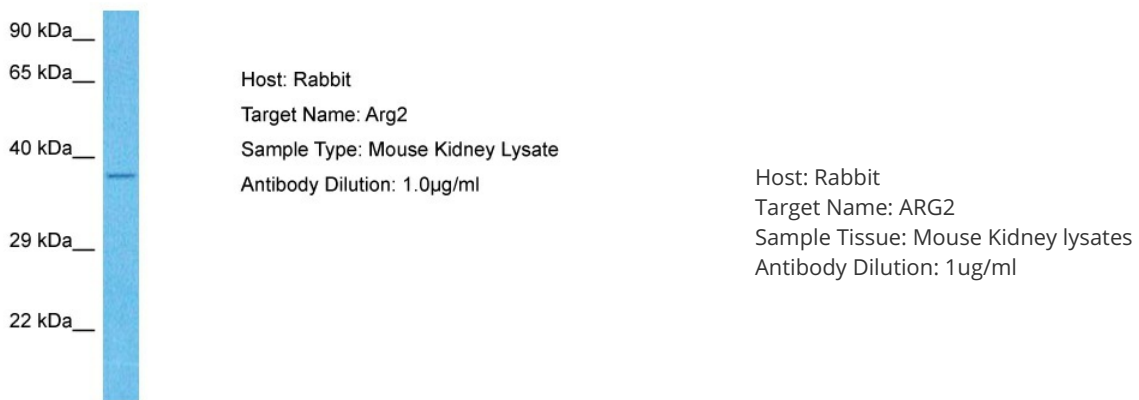 90 kDa__
65 kDa__
40 kDa__
29 kDa__
22 kDa__
Host: Rabbit
Target Name: Arg2
Sample Type: Mouse Kidney Lysate
Antibody Dilution: 1.0µg/ml
Host: Rabbit
Target Name: ARG2
Sample Tissue: Mouse Kidney lysates
Antibody Dilution: 1ug/ml